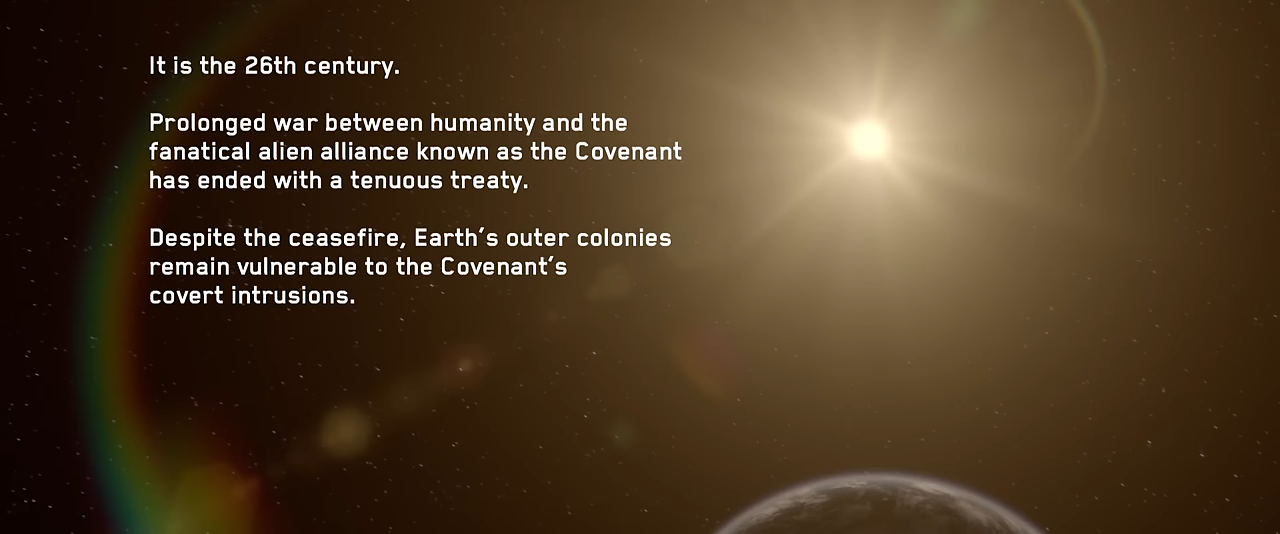 It is the 26th century.
Prolonged war between humanity and the
fanatical alien alliance known as the Covenant
has ended with a tenuous treaty.
Despite the ceasefire, Earth's outer colonies
remain vulnerable to the Covenant's
covert intrusions.